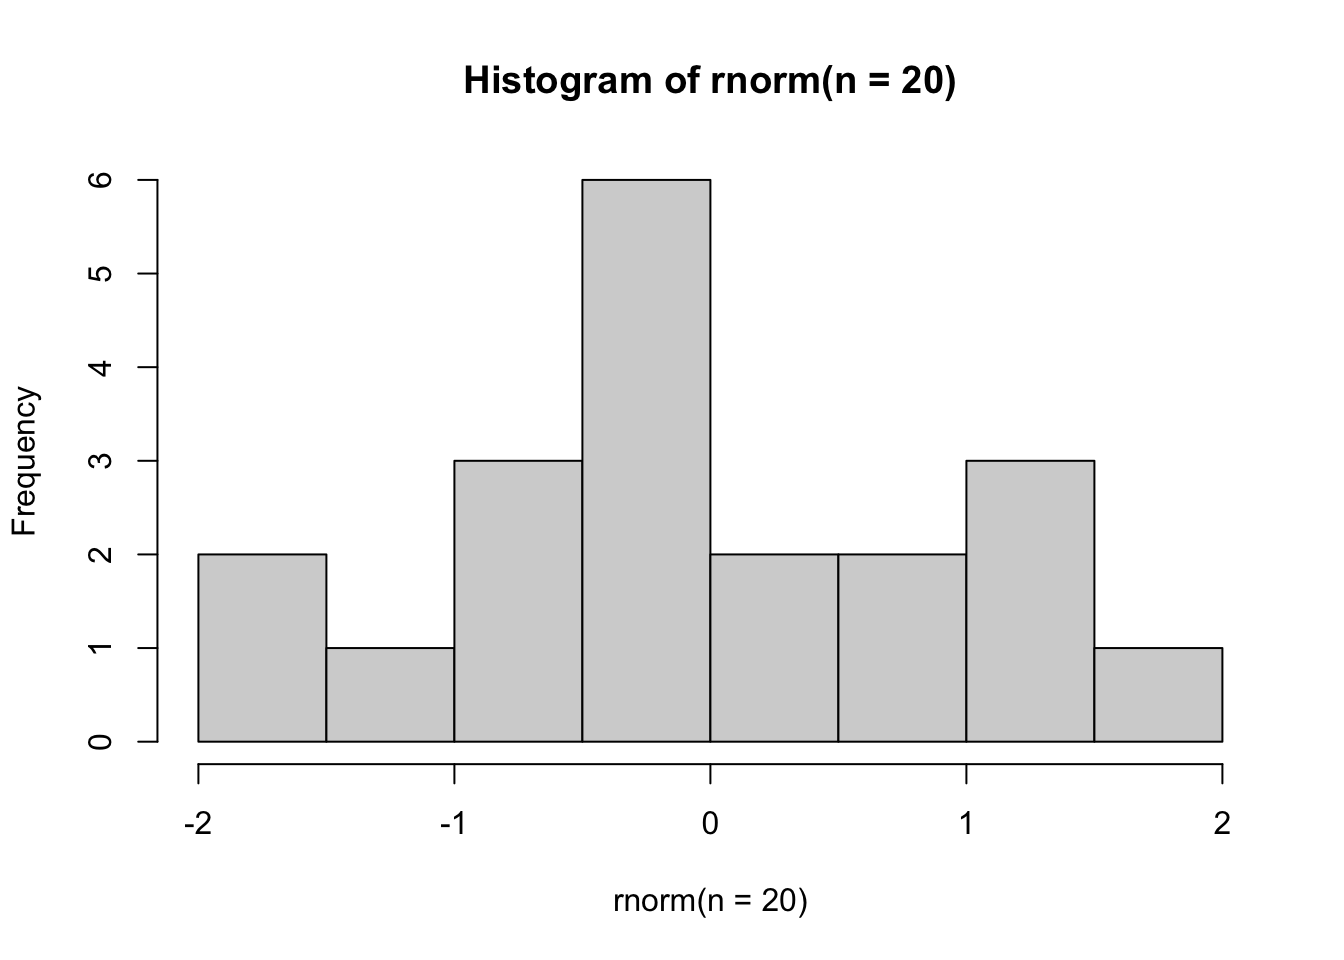 Histogram of rnorm(n = 20)
6
5
4
3
2
1
0
Frequency
-2 -1 0 1 2
rnorm(n = 20)